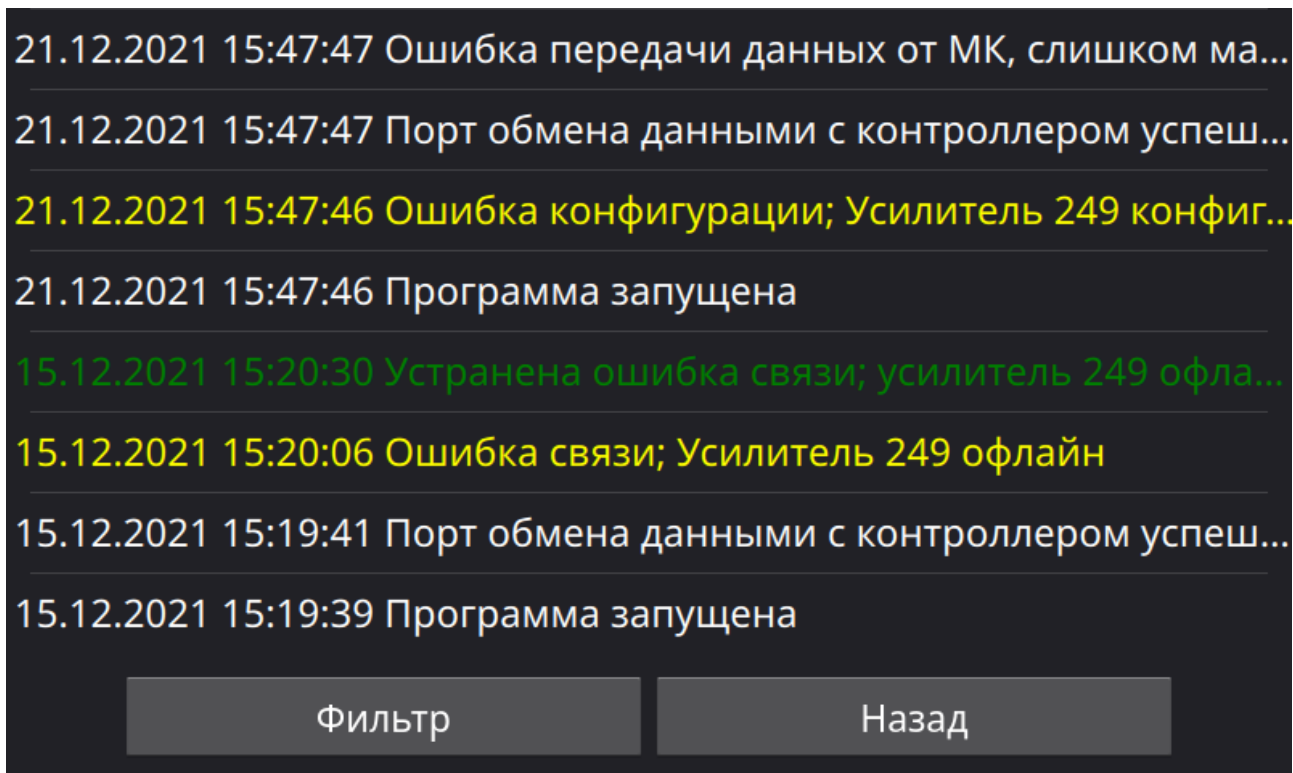 21.12.2021 15:47:47 Ошибка передачи данных от МК, слишком ма...
21.12.2021 15:47:47 Порт обмена данными с контроллером успеш...
21.12.2021 15:47:46 Ошибка конфигурации; Усилитель 249 конфиг...
21.12.2021 15:47:46 Программа запущена
15.12.2021 15:20:30 Устранена ошибка связи; усилитель 249 офла...
15.12.2021 15:20:06 Ошибка связи; Усилитель 249 офлайн
15.12.2021 15:19:41 Порт обмена данными с контроллером успеш...
15.12.2021 15:19:39 Программа запущена
Фильтр
Назад